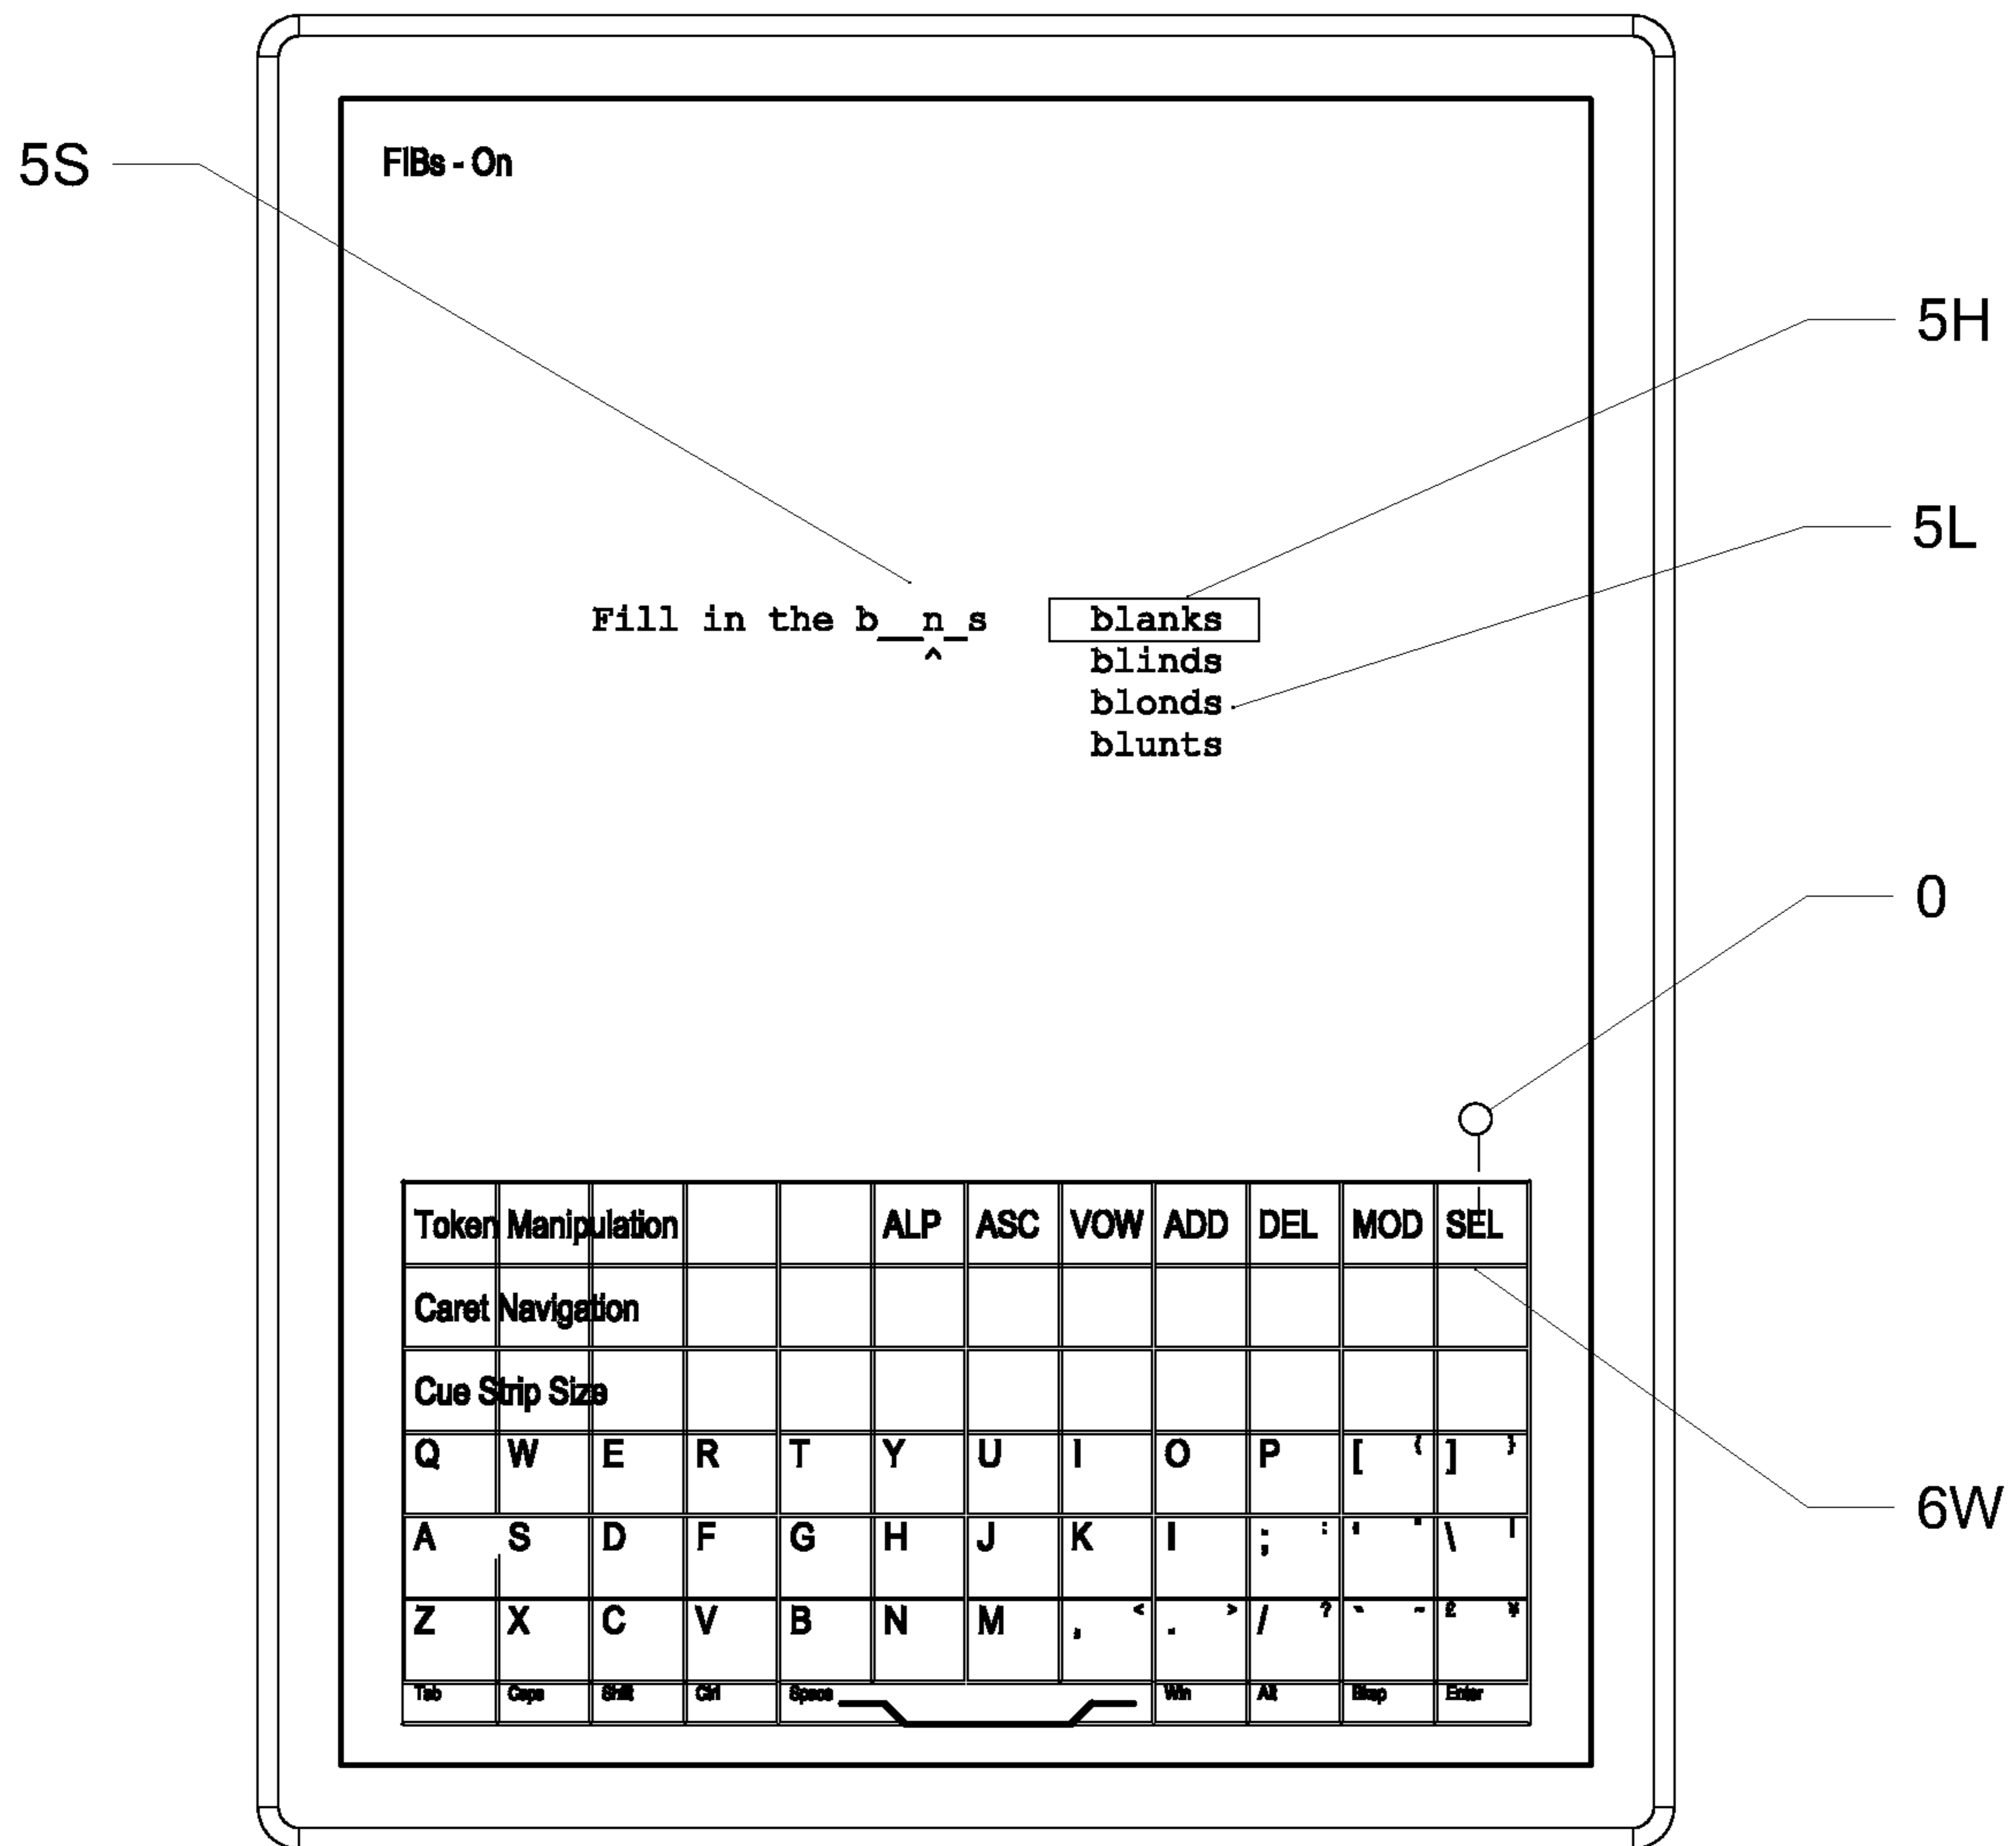 FIBs - On
5S
5H
5L
Fill in the b__n_s blanks
^ blinds
blonds
blunts
0
Token Manipulation ALP ASC VOW ADD DEL MOD SEL
Caret Navigation
Cue Strip Size
Q W E R T Y U I O P [ { ] }
6W
A S D F G H J K l ; : ' " \ |
Z X C V B N M , < . > / ? ` ~ £ ¥
Tab Caps Shift Ctrl Space Win Alt Bksp Enter